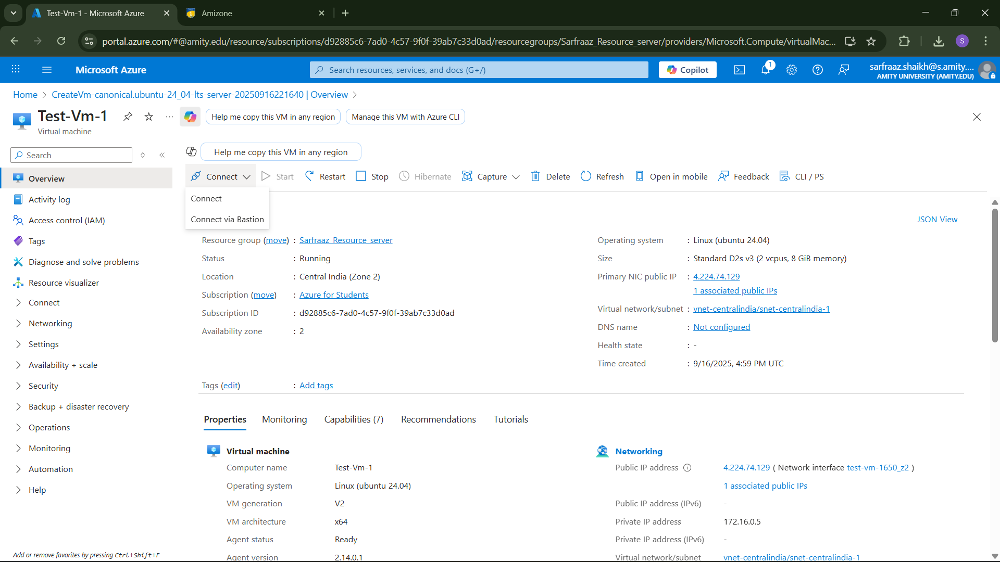 Test-Vm-1 - Microsoft Azure
Amizone
portal.azure.com/#@amity.edu/resource/subscriptions/d92885c6-7ad0-4c57-9f0f-39ab7c33d0ad/resourcegroups/Sarfraaz_Resource_server/providers/Microsoft.Compute/virtualMac...
S
Microsoft Azure
Search resources, services, and docs (G+/)
Copilot
1
sarfraaz.shaikh@s.amity....
AMITY UNIVERSITY (AMITY.EDU)
Home > CreateVm-canonical.ubuntu-24_04-lts-server-20250916221640 | Overview >
Test-Vm-1
Virtual machine
Help me copy this VM in any region
Manage this VM with Azure CLI
Search
Help me copy this VM in any region
Connect
Start
Restart
Stop
Hibernate
Capture
Delete
Refresh
Open in mobile
Feedback
CLI / PS
Connect
Connect via Bastion
JSON View
Overview
Activity log
Access control (IAM)
Tags
Diagnose and solve problems
Resource visualizer
Connect
Networking
Settings
Availability + scale
Security
Backup + disaster recovery
Operations
Monitoring
Automation
Help
Add or remove favorites by pressing Ctrl+Shift+F
Resource group (move) : Sarfraaz_Resource_server
Status : Running
Location : Central India (Zone 2)
Subscription (move) : Azure for Students
Subscription ID : d92885c6-7ad0-4c57-9f0f-39ab7c33d0ad
Availability zone : 2
Operating system : Linux (ubuntu 24.04)
Size : Standard D2s v3 (2 vcpus, 8 GiB memory)
Primary NIC public IP : 4.224.74.129
1 associated public IPs
Virtual network/subnet : vnet-centralindia/snet-centralindia-1
DNS name : Not configured
Health state : -
Time created : 9/16/2025, 4:59 PM UTC
Tags (edit) : Add tags
Properties
Monitoring
Capabilities (7)
Recommendations
Tutorials
Virtual machine
Computer name Test-Vm-1
Operating system Linux (ubuntu 24.04)
VM generation V2
VM architecture x64
Agent status Ready
Agent version 2.14.0.1
Networking
Public IP address 4.224.74.129 ( Network interface test-vm-1650_z2 )
1 associated public IPs
Public IP address (IPv6) -
Private IP address 172.16.0.5
Private IP address (IPv6) -
Virtual network/subnet vnet-centralindia/snet-centralindia-1